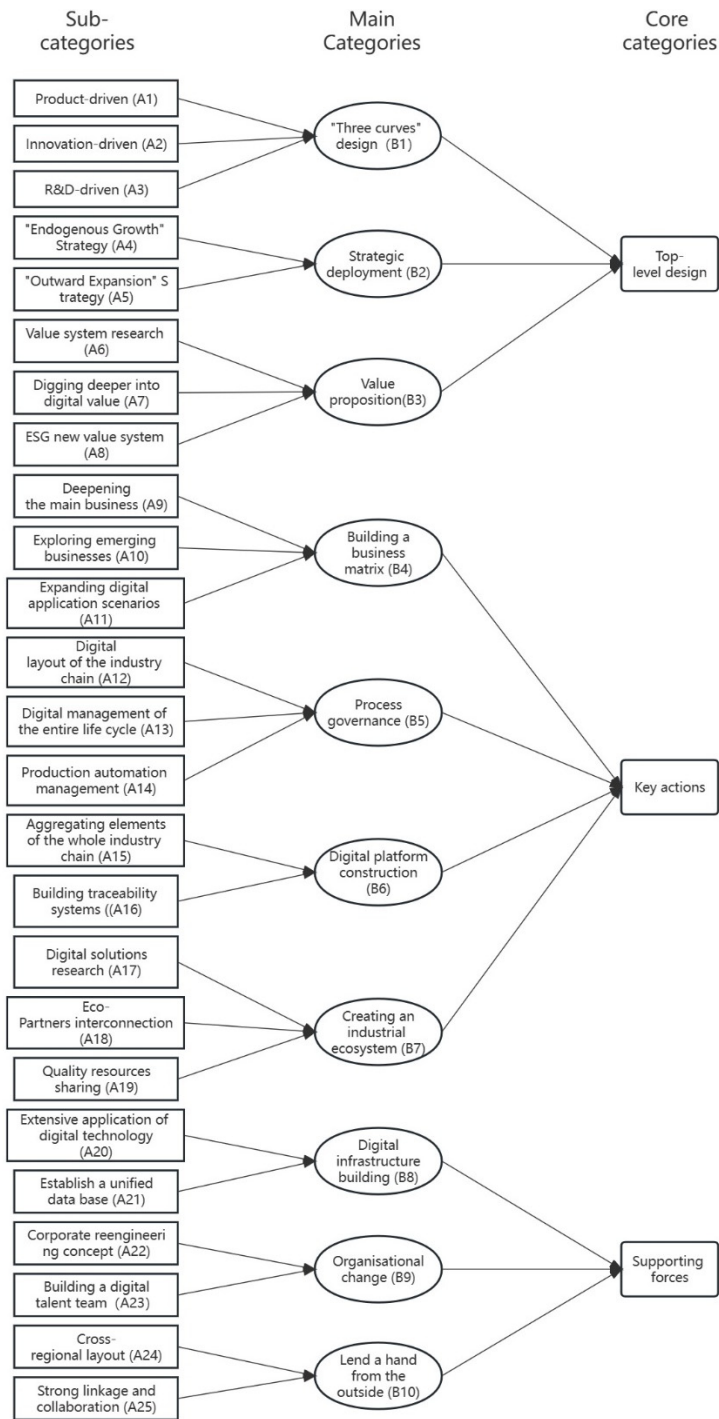 Sub-
categories
Main
Categories
Core
categories
Product-driven (A1)
Innovation-driven (A2)
R&D-driven (A3)
"Endogenous Growth"
Strategy (A4)
"Outward Expansion" S
trategy (A5)
Value system research
(A6)
Digging deeper into
digital value (A7)
ESG new value system
(A8)
Deepening
the main business (A9)
Exploring emerging
businesses (A10)
Expanding digital
application scenarios
(A11)
Digital
layout of the industry
chain (A12)
Digital management of
the entire life cycle (A13)
Production automation
management (A14)
Aggregating elements
of the whole industry
chain (A15)
Building traceability
systems ((A16)
Digital solutions
research (A17)
Eco-
Partners interconnection
(A18)
Quality resources
sharing (A19)
Extensive application of
digital technology
(A20)
Establish a unified
data base (A21)
Corporate reengineeri
ng concept (A22)
Building a digital
talent team (A23)
Cross-
regional layout (A24)
Strong linkage and
collaboration (A25)
"Three curves"
design (B1)
Strategic
deployment (B2)
Value
proposition(B3)
Building a
business
matrix (B4)
Process
governance (B5)
Digital platform
construction
(B6)
Creating an
industrial
ecosystem (B7)
Digital
infrastructure
building (B8)
Organisational
change (B9)
Lend a hand
from the
outside (B10)
Top-
level design
Key actions
Supporting
forces